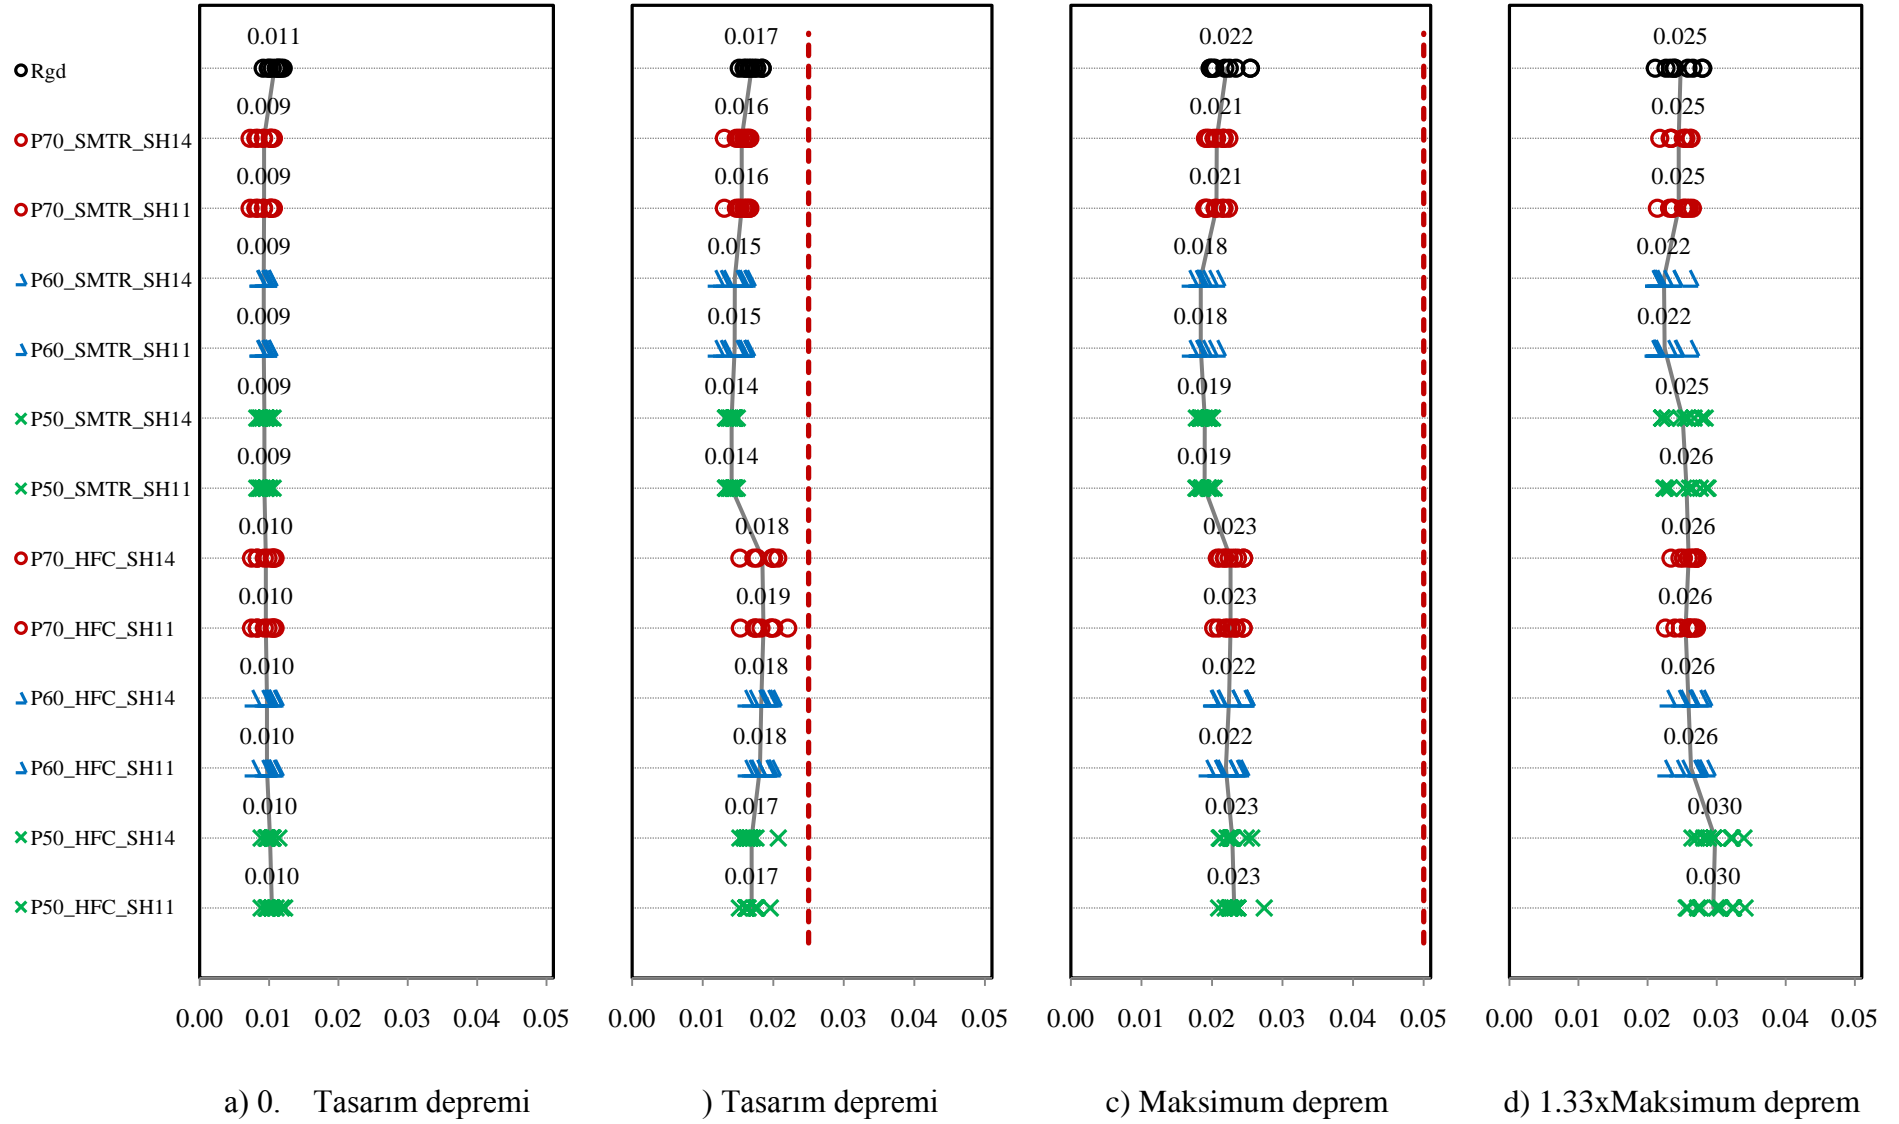 0.011 0.017 0.022 0.025
Rgd
0.009 0.016 0.021 0.025
P70_SMTR_SH14
0.009 0.016 0.021 0.025
P70_SMTR_SH11
0.009 0.015 0.018 0.022
P60_SMTR_SH14
0.009 0.015 0.018 0.022
P60_SMTR_SH11
0.009 0.014 0.019 0.025
P50_SMTR_SH14
0.009 0.014 0.019 0.026
P50_SMTR_SH11
0.010 0.018 0.023 0.026
P70_HFC_SH14
0.010 0.019 0.023 0.026
P70_HFC_SH11
0.010 0.018 0.022 0.026
P60_HFC_SH14
0.010 0.018 0.022 0.026
P60_HFC_SH11
0.010 0.017 0.023 0.030
P50_HFC_SH14
0.010 0.017 0.023 0.030
P50_HFC_SH11
0.00 0.01 0.02 0.03 0.04 0.05 0.00 0.01 0.02 0.03 0.04 0.05 0.00 0.01 0.02 0.03 0.04 0.05 0.00 0.01 0.02 0.03 0.04 0.05
a) 0. Tasarım depremi ) Tasarım depremi c) Maksimum deprem d) 1.33xMaksimum deprem